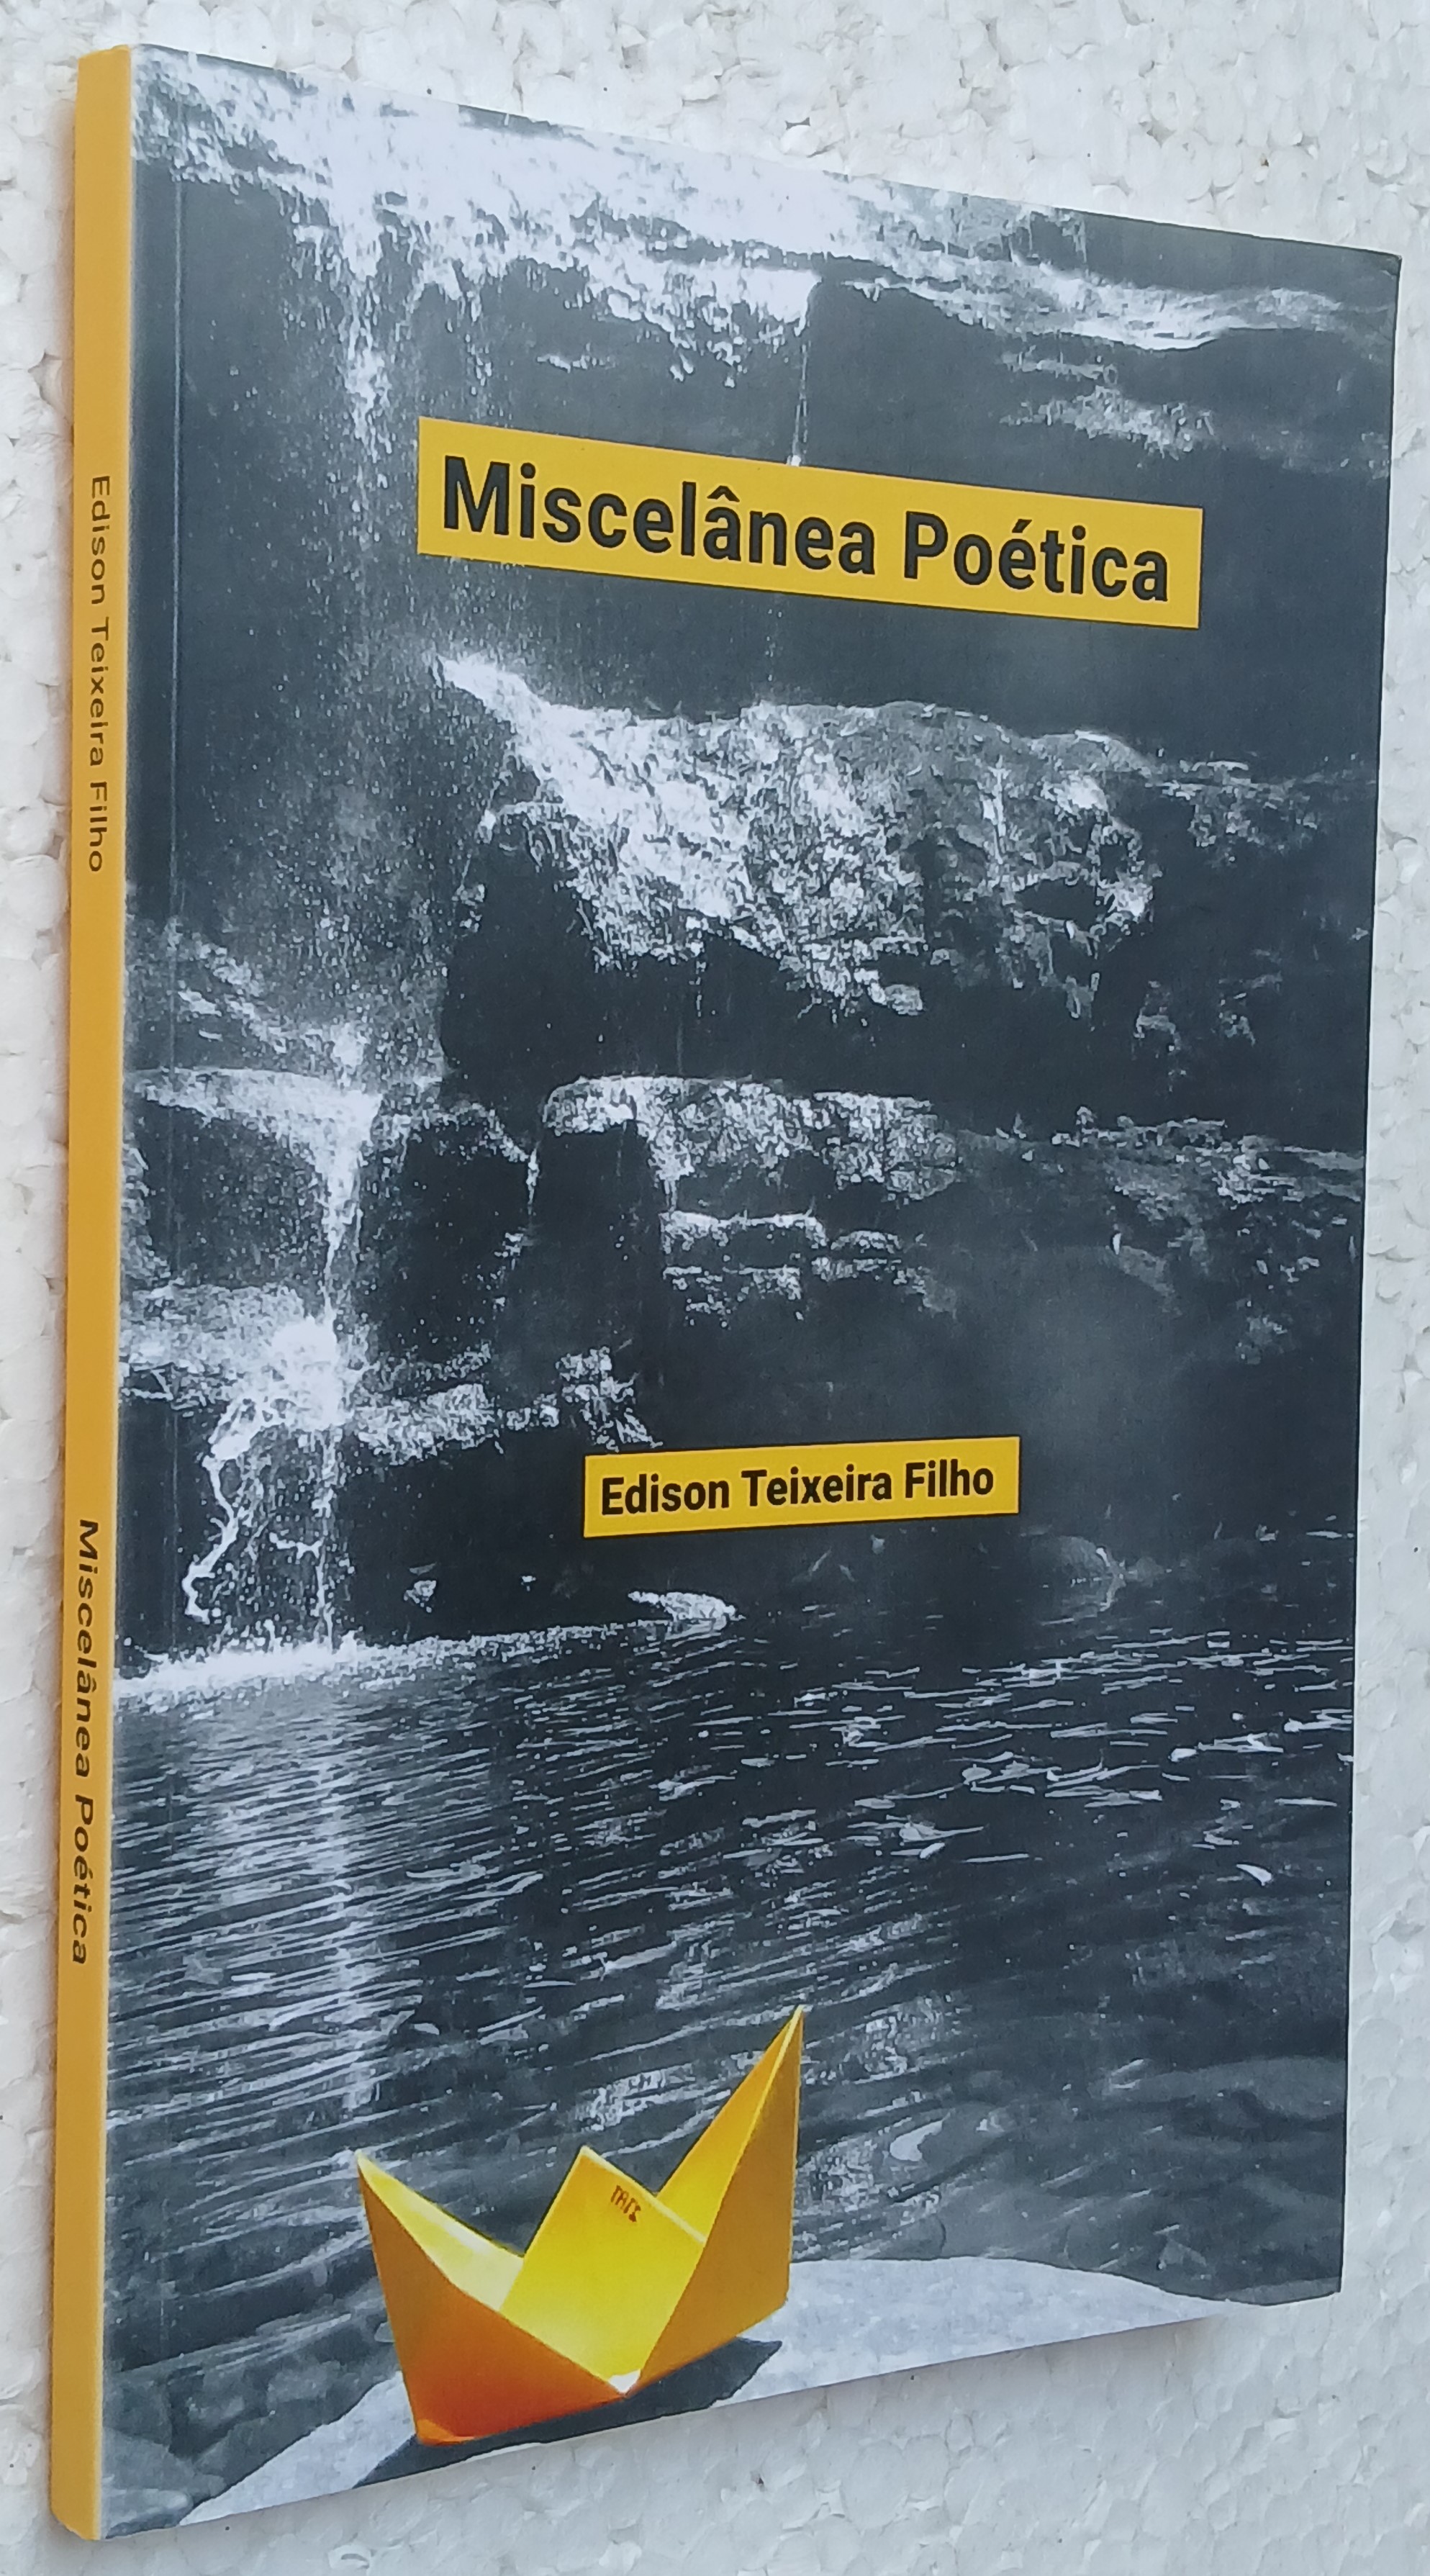 Miscelânea Poética
Edison Teixeira Filho
Edison Teixeira Filho
Miscelânea Poética